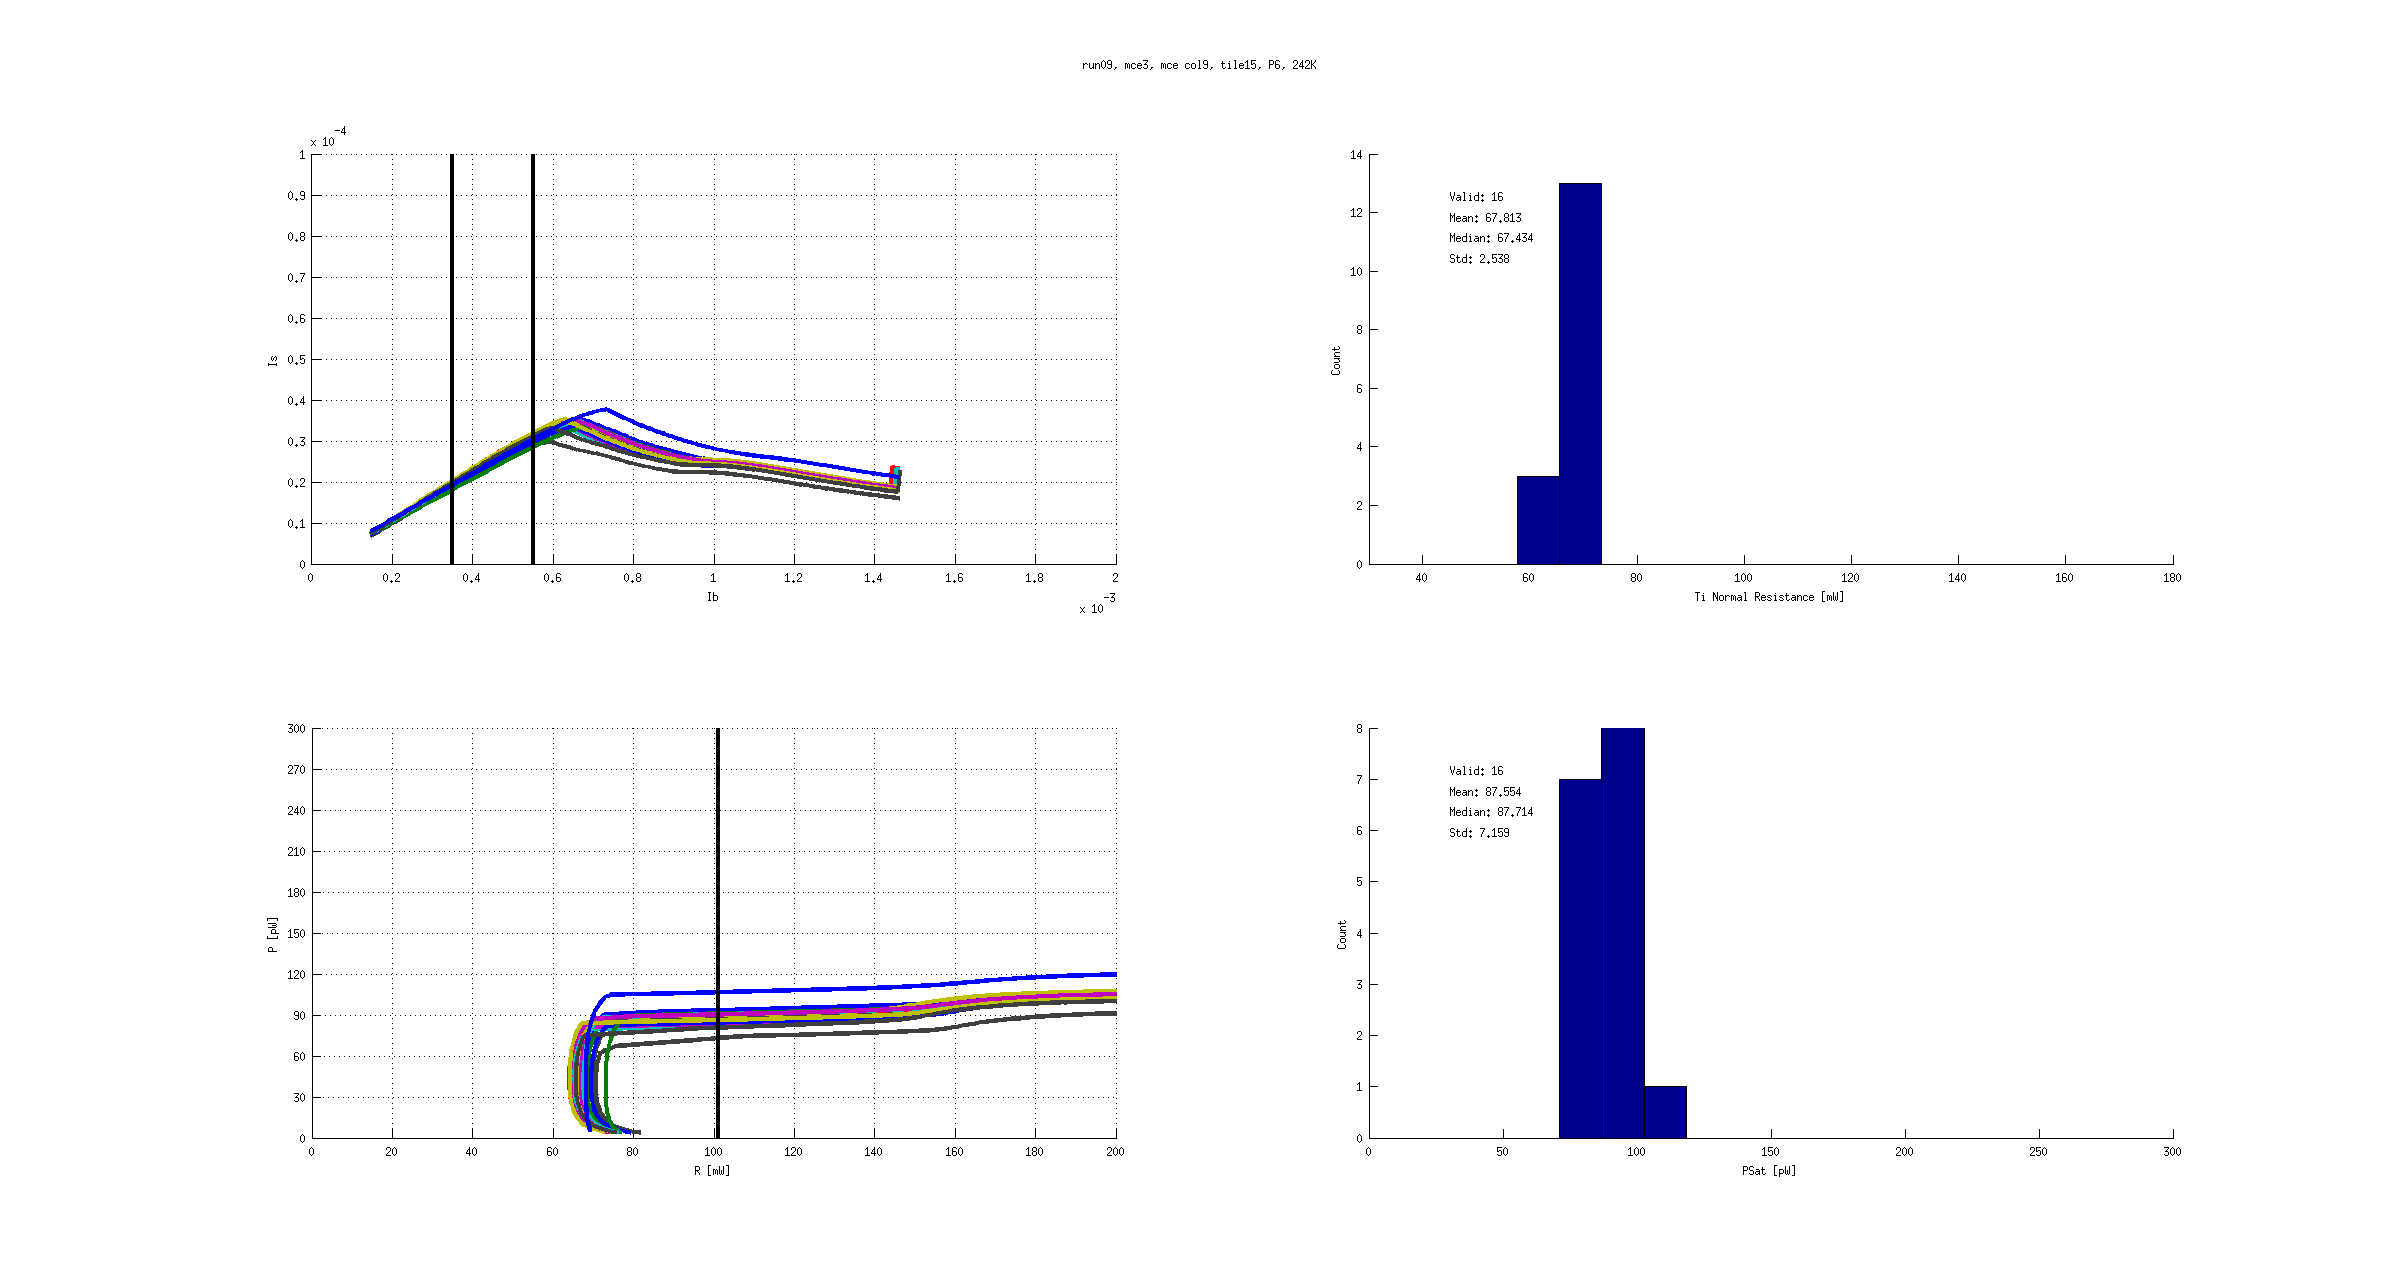 run09, mce3, mce col9, tile15, P6, 242K
x 10^-4
1
0.9
0.8
0.7
0.6
0.5
0.4
0.3
0.2
0.1
0
Is
0 0.2 0.4 0.6 0.8 1 1.2 1.4 1.6 1.8 2
Ib
x 10^-3
14
12
10
8
6
4
2
0
Count
Valid: 16
Mean: 67.813
Median: 67.434
Std: 2.538
40 60 80 100 120 140 160 180
Ti Normal Resistance [mW]
300
270
240
210
180
150
120
90
60
30
0
P [pW]
0 20 40 60 80 100 120 140 160 180 200
R [mW]
8
7
6
5
4
3
2
1
0
Count
Valid: 16
Mean: 87.554
Median: 87.714
Std: 7.159
0 50 100 150 200 250 300
PSat [pW]